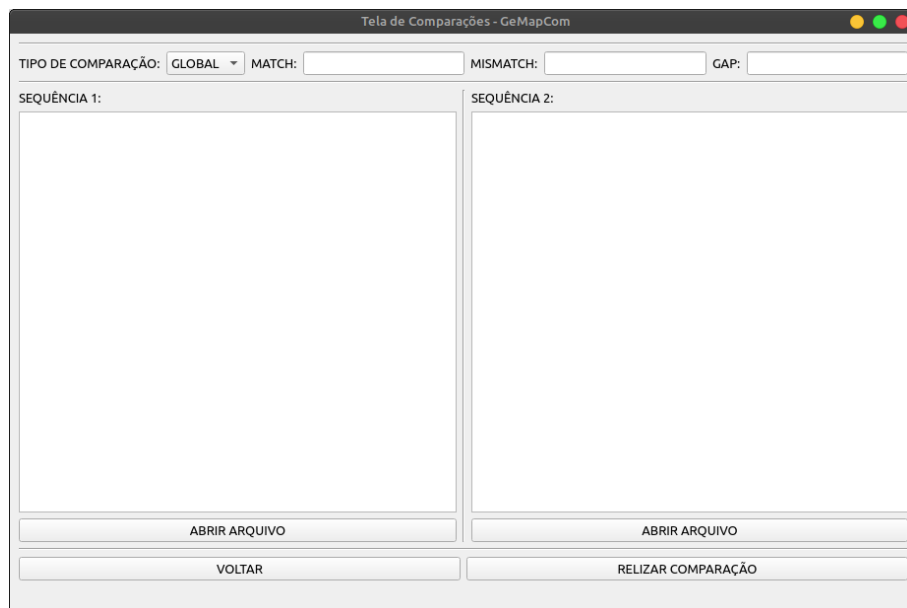 Tela de Comparações - GeMapCom
TIPO DE COMPARAÇÃO: GLOBAL MATCH: MISMATCH: GAP:
SEQUÊNCIA 1: SEQUÊNCIA 2:
ABRIR ARQUIVO ABRIR ARQUIVO
VOLTAR RELIZAR COMPARAÇÃO